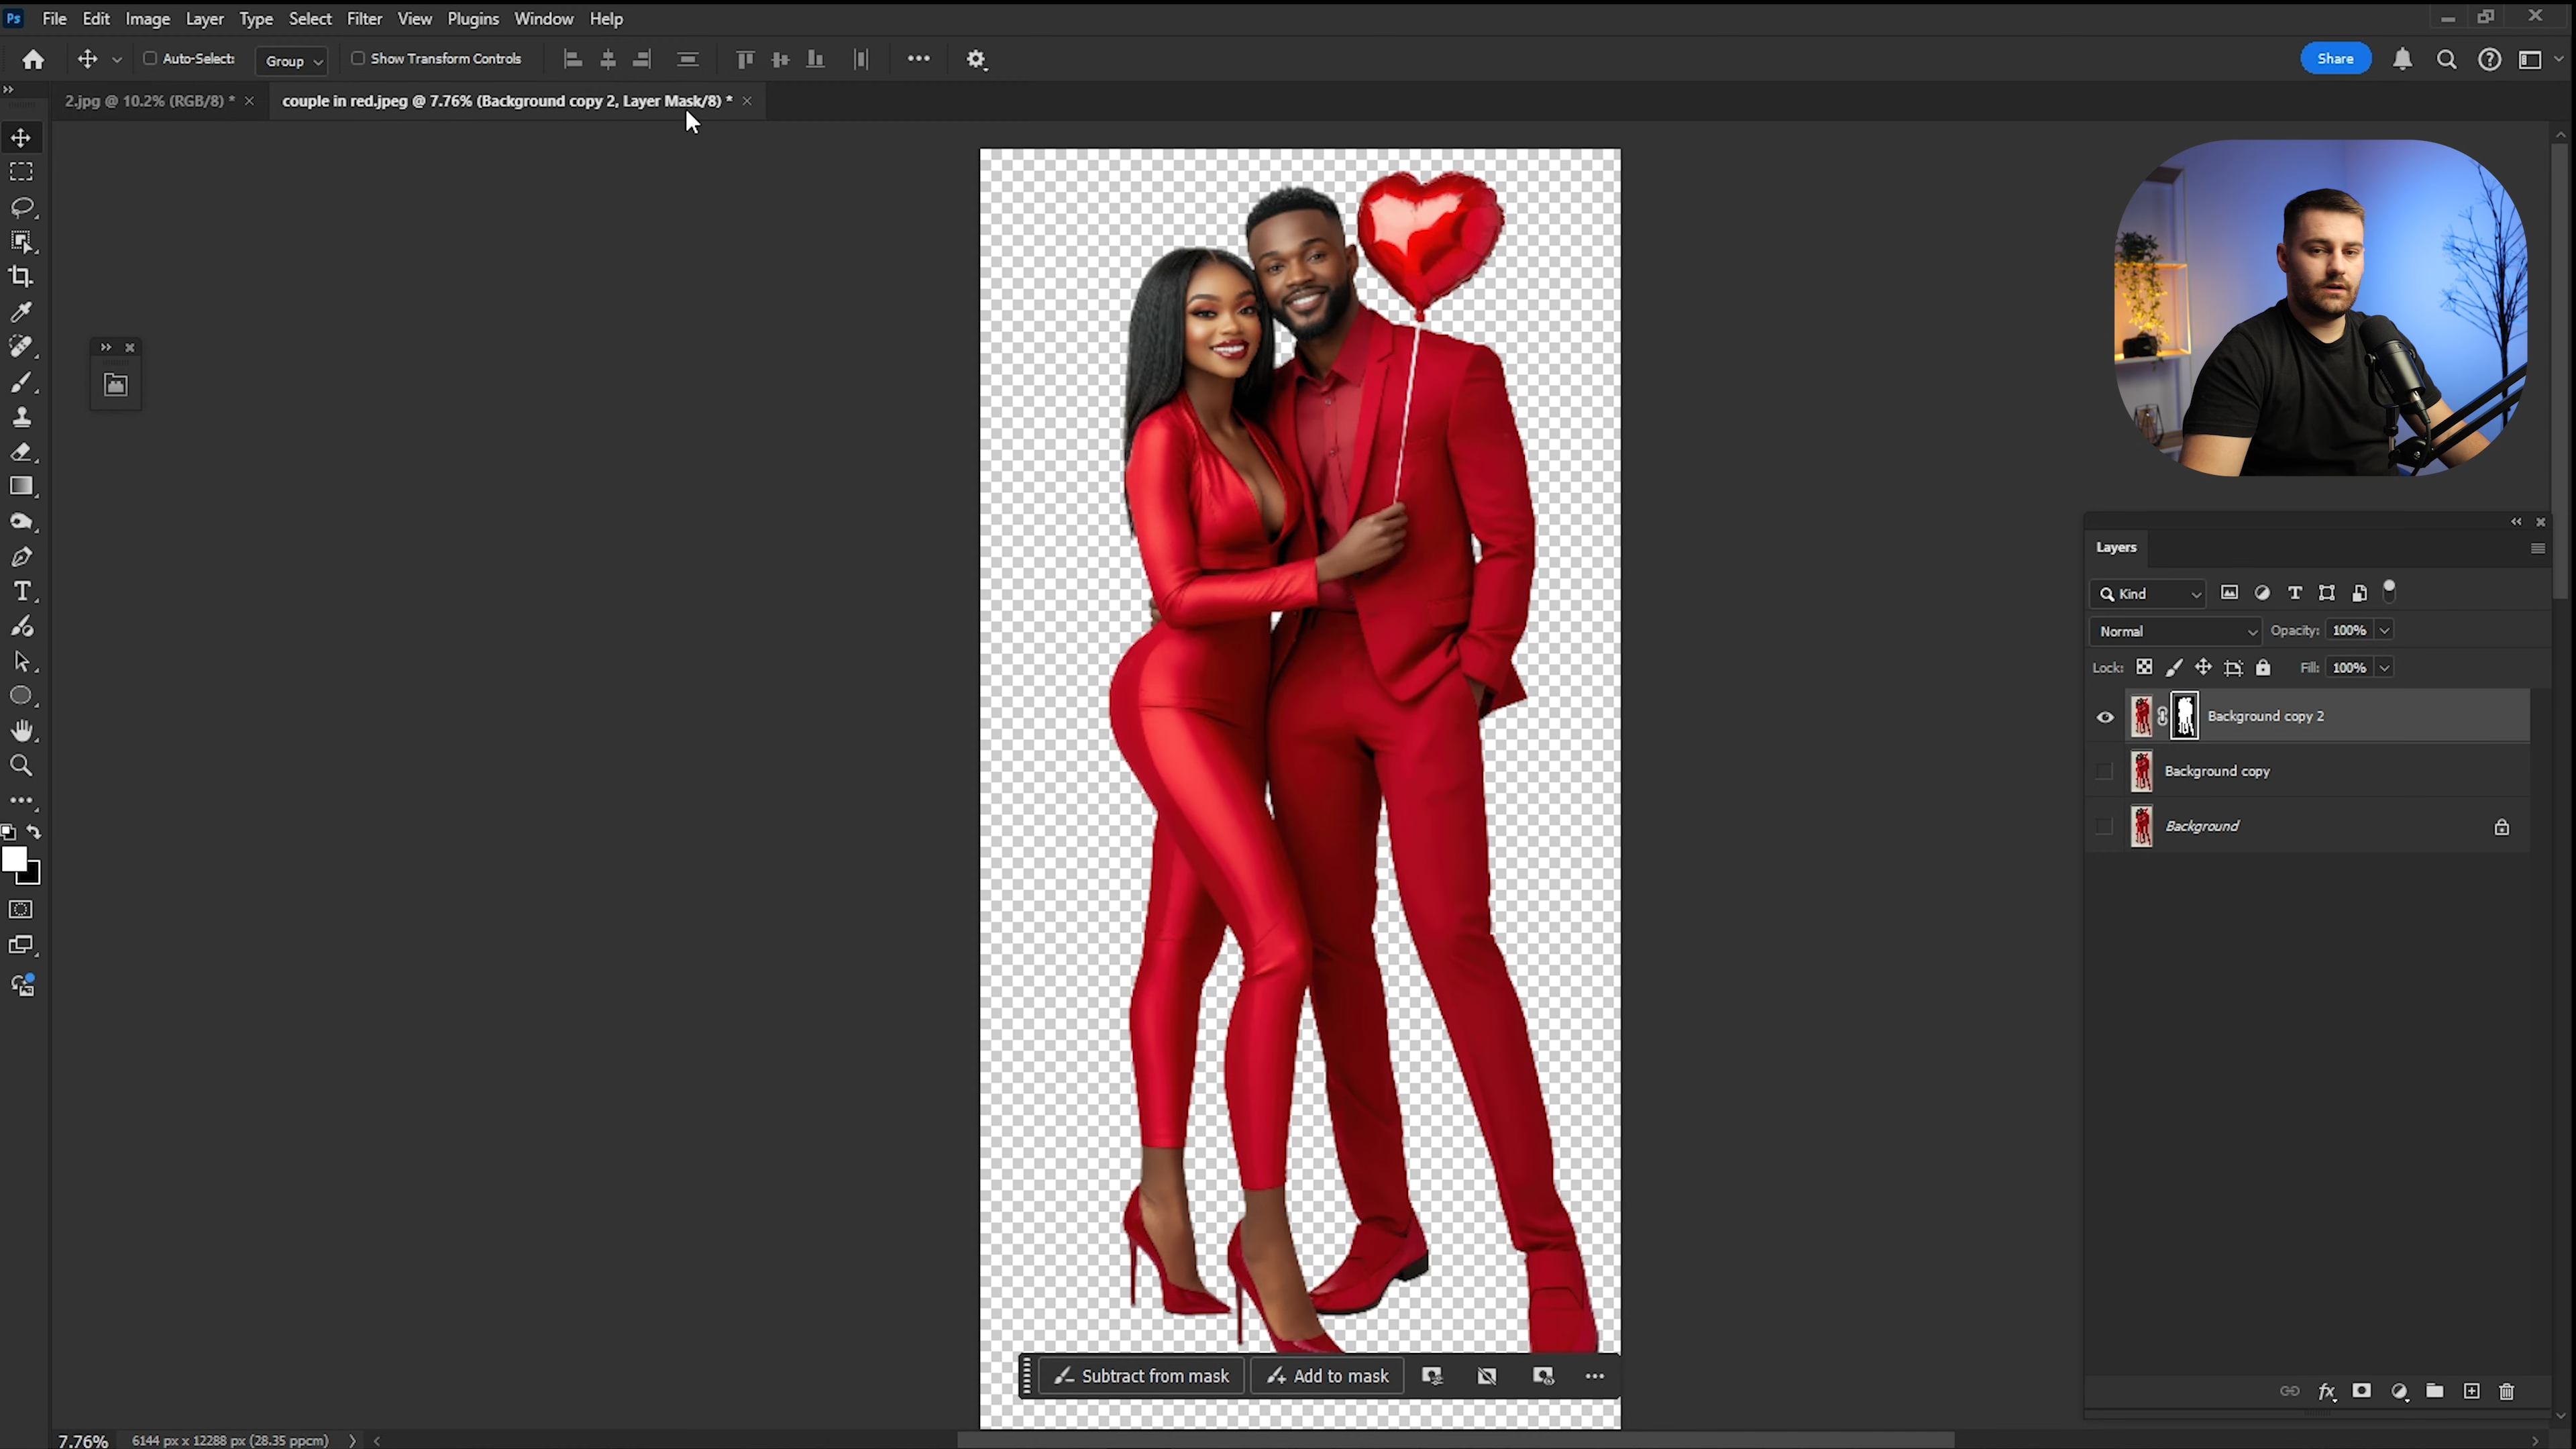 Ps File Edit Image Layer Type Select Filter View Plugins Window Help
Auto-Select: Group Show Transform Controls Share
2.jpg @ 10.2% (RGB/8) * couple in red.jpeg @ 7.76% (Background copy 2, Layer Mask/8) *
Layers
Kind
Normal Opacity: 100%
Lock: Fill: 100%
Background copy 2
Background copy
Background
Subtract from mask Add to mask
7.76% 6144 px x 12288 px (28.35 ppcm)